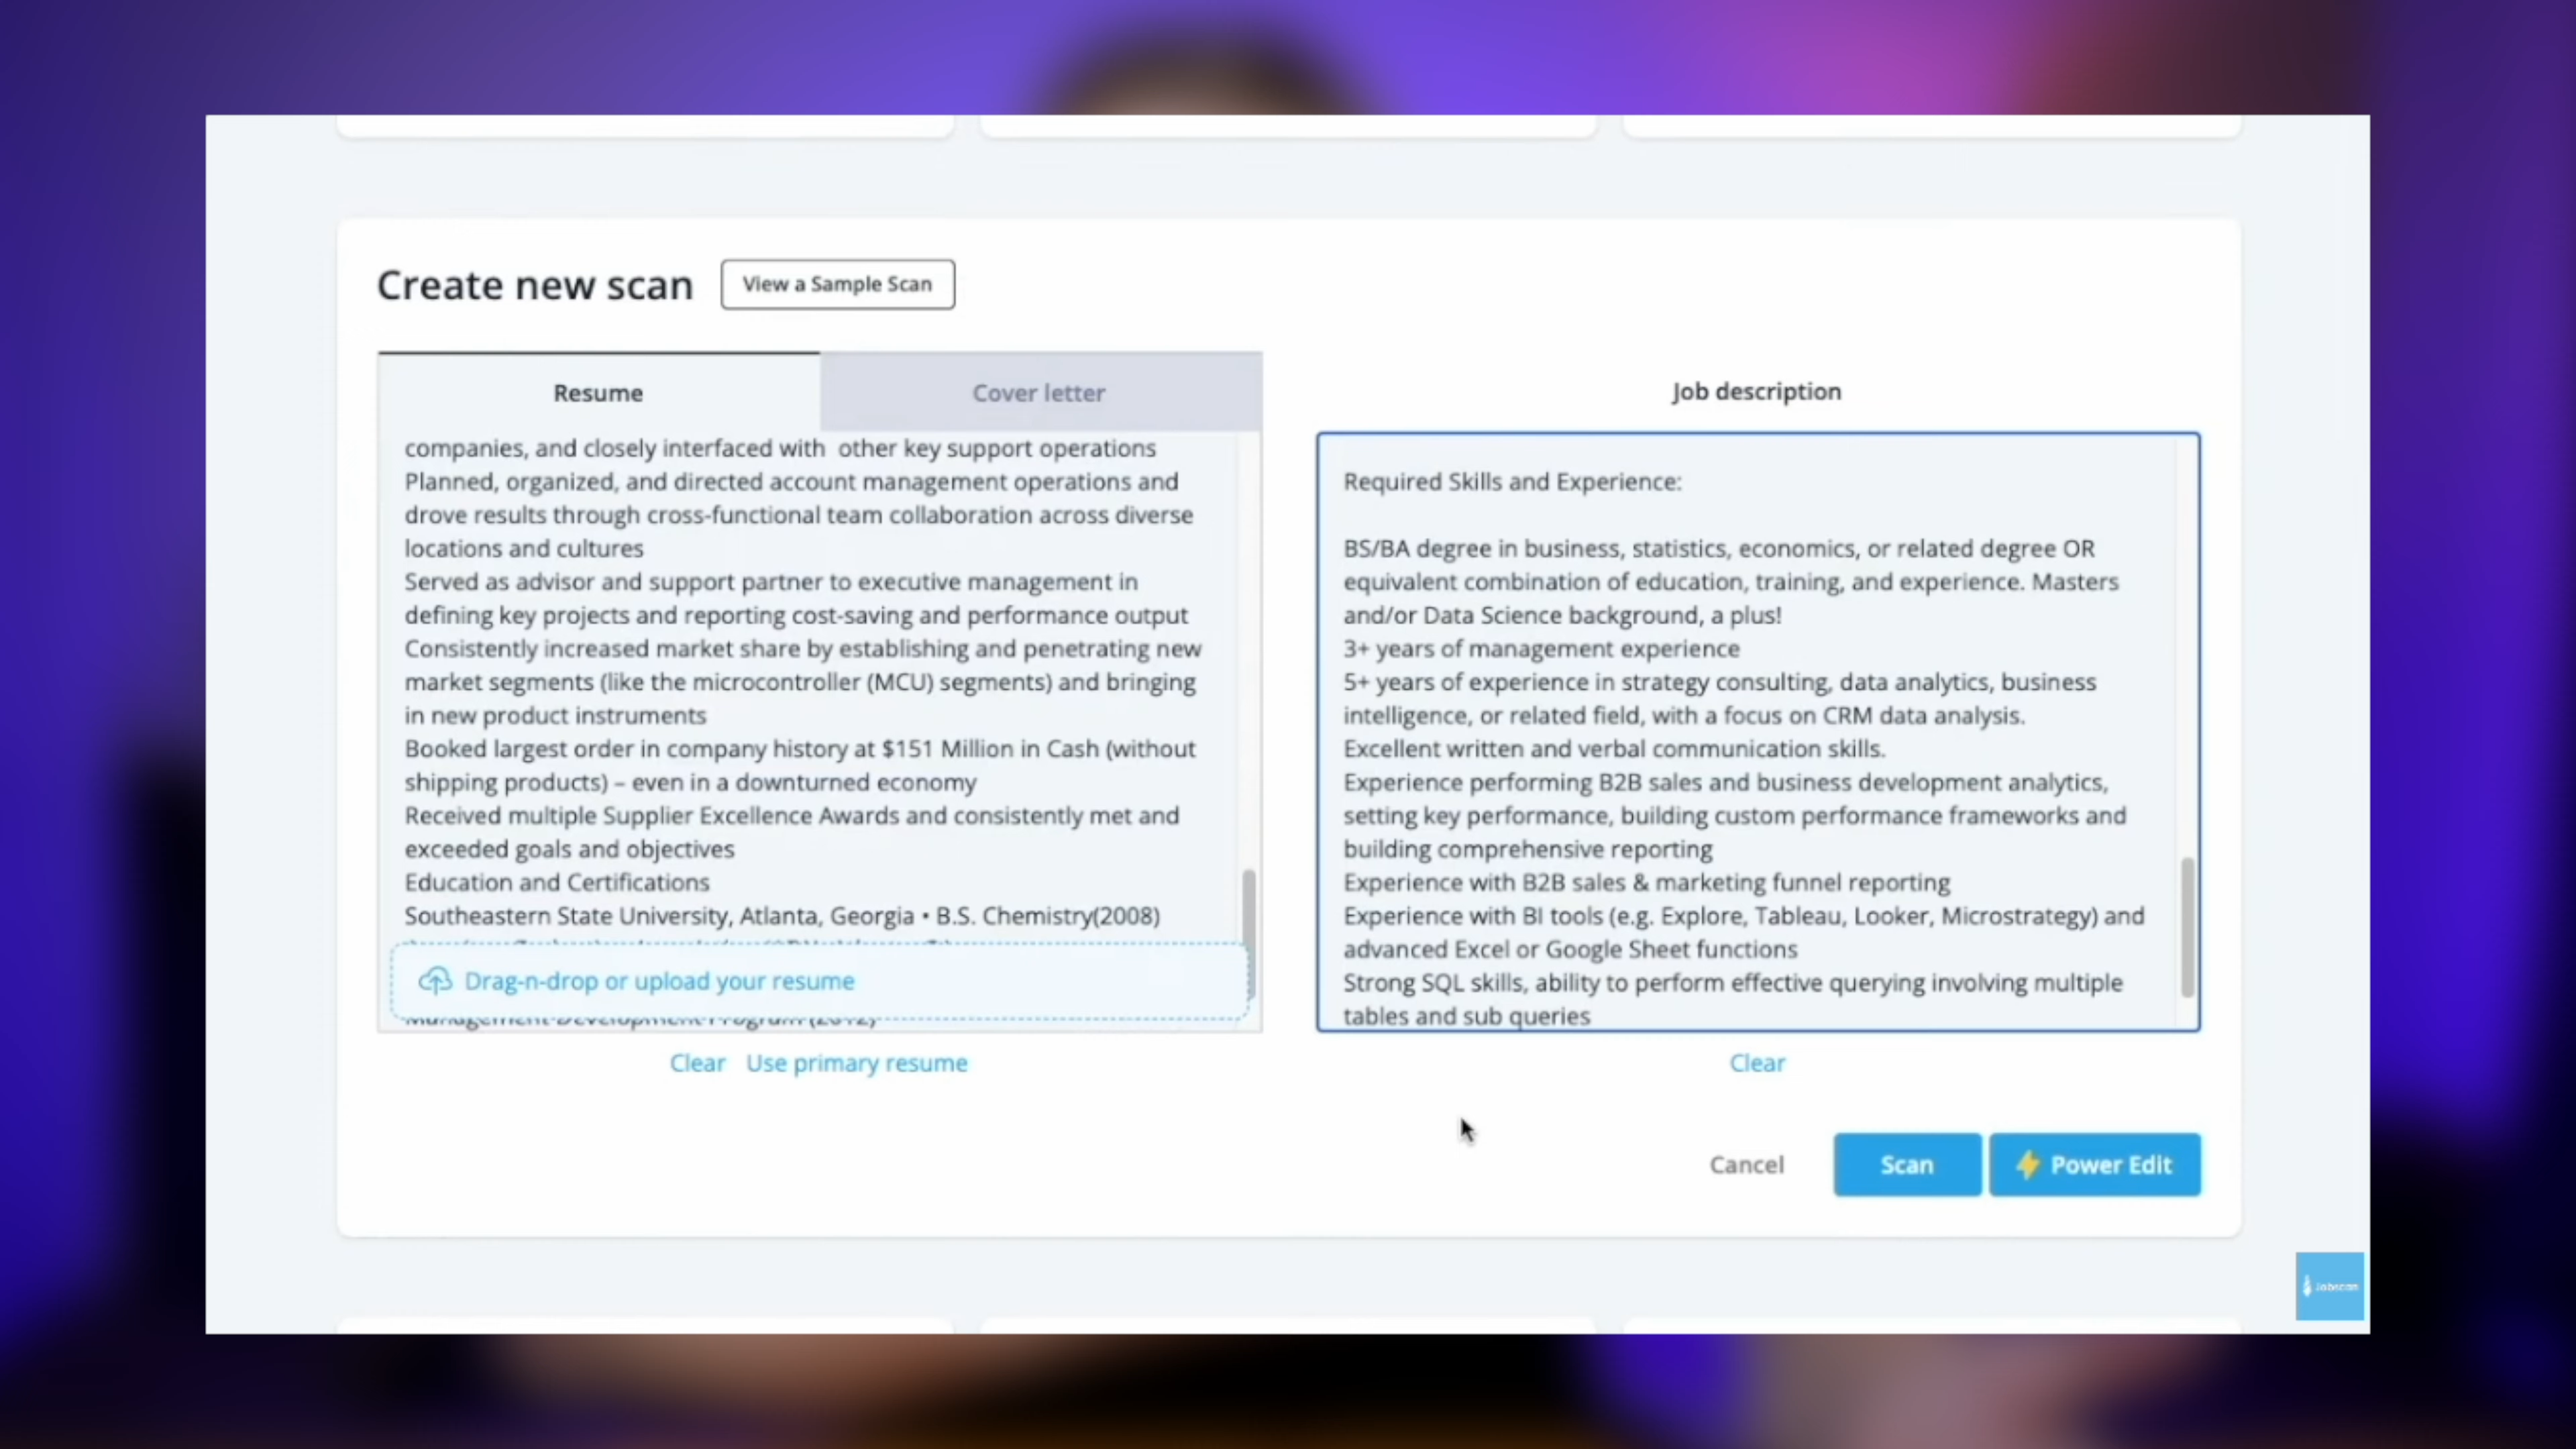 Create new scan
View a Sample Scan
Resume
Cover letter
companies, and closely interfaced with other key support operations
Planned, organized, and directed account management operations and
drove results through cross-functional team collaboration across diverse
locations and cultures
Served as advisor and support partner to executive management in
defining key projects and reporting cost-saving and performance output
Consistently increased market share by establishing and penetrating new
market segments (like the microcontroller (MCU) segments) and bringing
in new product instruments
Booked largest order in company history at $151 Million in Cash (without
shipping products) – even in a downturned economy
Received multiple Supplier Excellence Awards and consistently met and
exceeded goals and objectives
Education and Certifications
Southeastern State University, Atlanta, Georgia • B.S. Chemistry(2008)
Drag-n-drop or upload your resume
Management Development Program (2012)
Clear Use primary resume
Job description
Required Skills and Experience:
BS/BA degree in business, statistics, economics, or related degree OR
equivalent combination of education, training, and experience. Masters
and/or Data Science background, a plus!
3+ years of management experience
5+ years of experience in strategy consulting, data analytics, business
intelligence, or related field, with a focus on CRM data analysis.
Excellent written and verbal communication skills.
Experience performing B2B sales and business development analytics,
setting key performance, building custom performance frameworks and
building comprehensive reporting
Experience with B2B sales & marketing funnel reporting
Experience with BI tools (e.g. Explore, Tableau, Looker, Microstrategy) and
advanced Excel or Google Sheet functions
Strong SQL skills, ability to perform effective querying involving multiple
tables and sub queries
Clear
Cancel
Scan
Power Edit
Jobscan